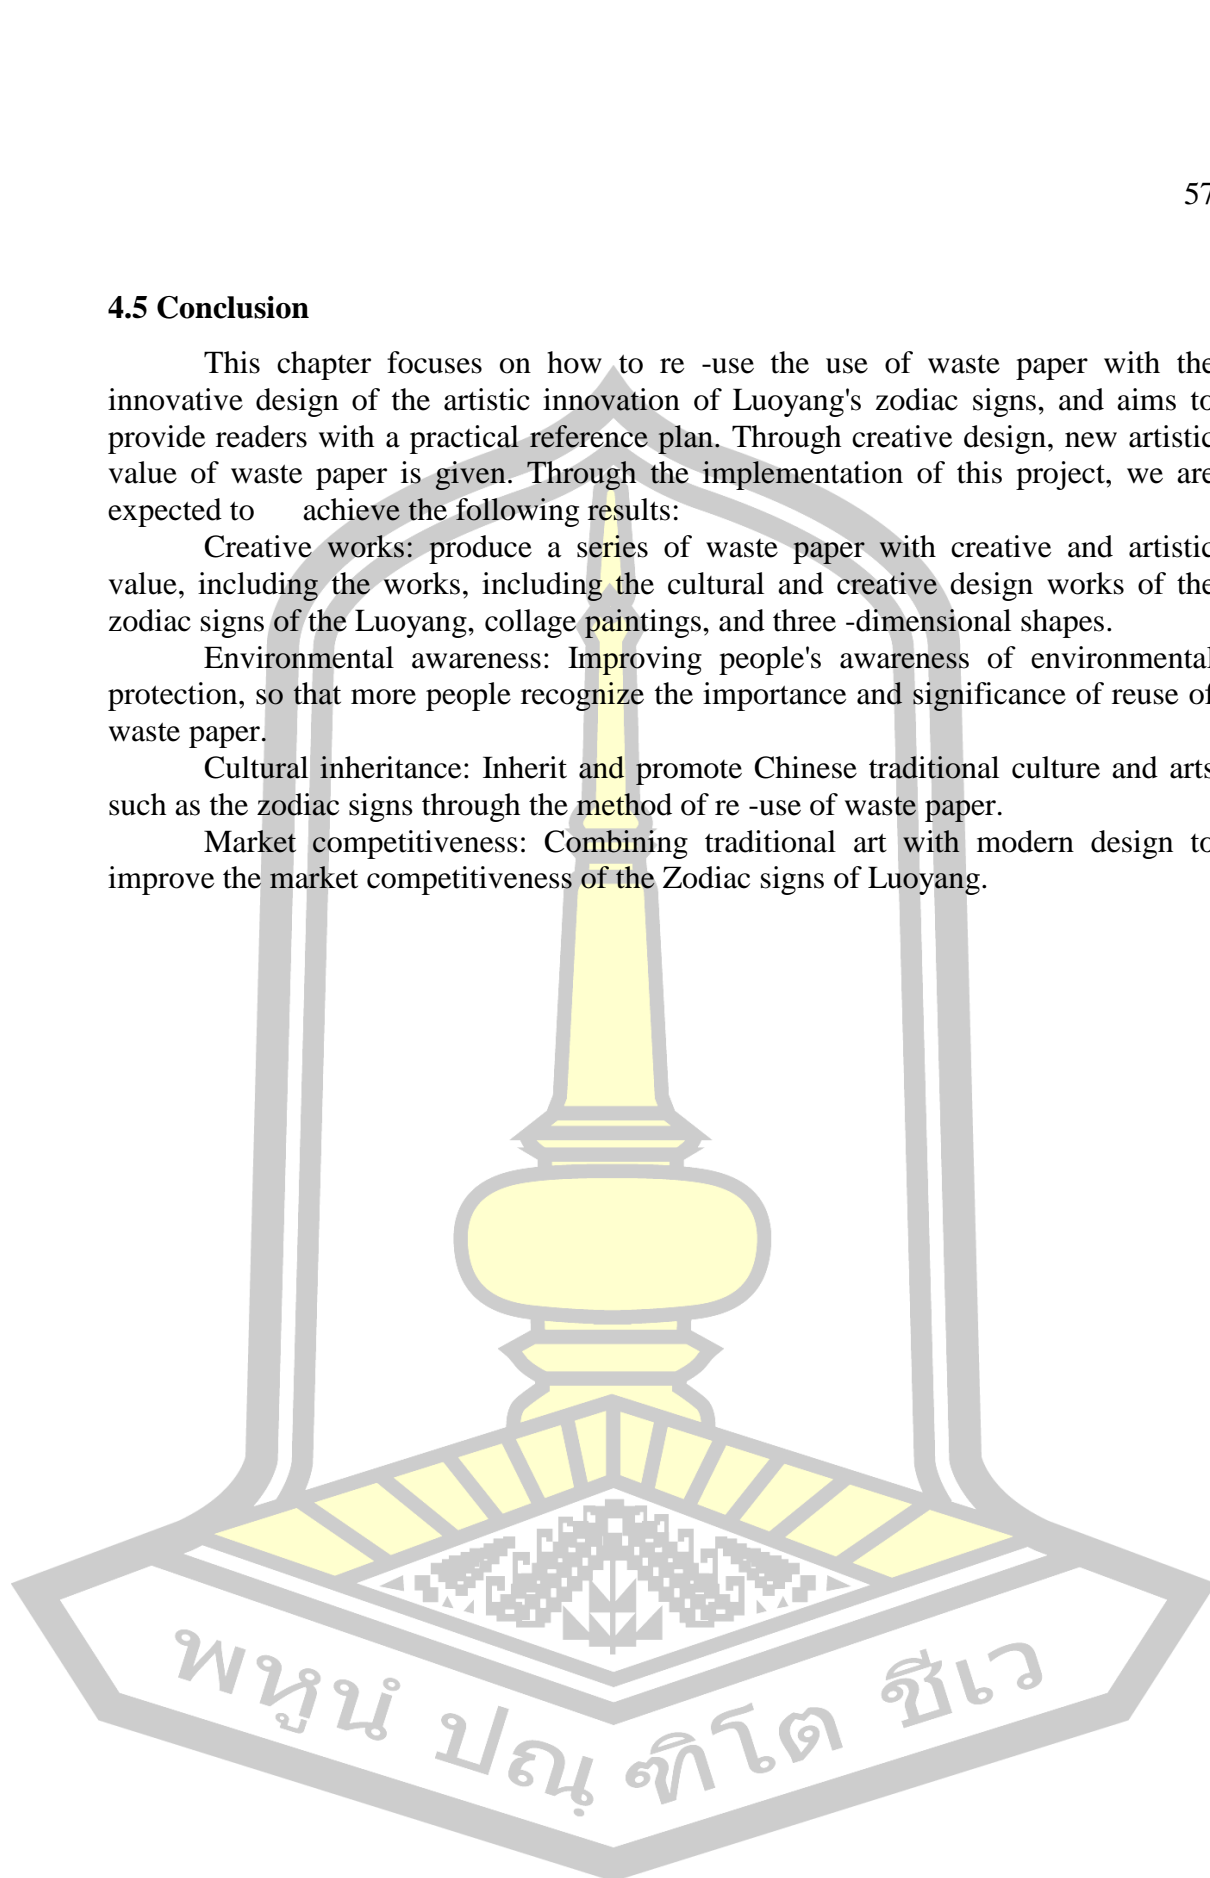 57
4.5 Conclusion
This chapter focuses on how to re -use the use of waste paper with the
innovative design of the artistic innovation of Luoyang's zodiac signs, and aims to
provide readers with a practical reference plan. Through creative design, new artistic
value of waste paper is given. Through the implementation of this project, we are
expected to achieve the following results:
Creative works: produce a series of waste paper with creative and artistic
value, including the works, including the cultural and creative design works of the
zodiac signs of the Luoyang, collage paintings, and three -dimensional shapes.
Environmental awareness: Improving people's awareness of environmental
protection, so that more people recognize the importance and significance of reuse of
waste paper.
Cultural inheritance: Inherit and promote Chinese traditional culture and arts
such as the zodiac signs through the method of re -use of waste paper.
Market competitiveness: Combining traditional art with modern design to
improve the market competitiveness of the Zodiac signs of Luoyang.
พหูนํ ปณฺฑิโต ชีเว